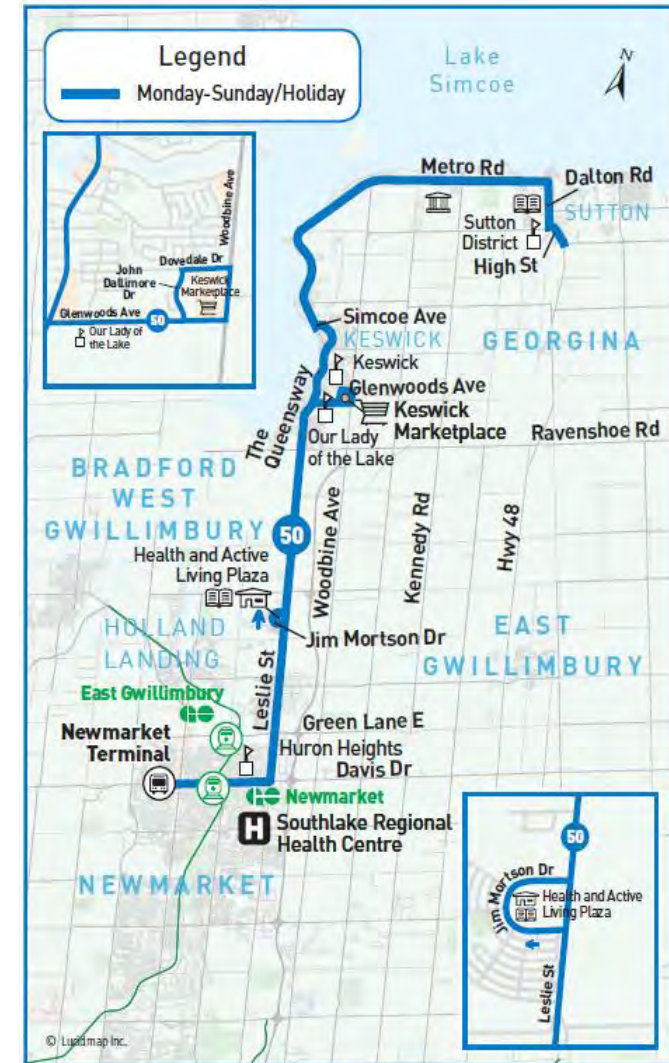 Legend
Monday-Sunday/Holiday
Lake
Simcoe
N
Woodbine Ave
Dovedale Dr
John
Dallimore
Dr
Keswick
Marketplace
Glenwoods Ave
50
Our Lady of
the Lake
Metro Rd
Dalton Rd
SUTTON
Sutton
District
High St
Simcoe Ave
KESWICK
GEORGINA
Keswick
Glenwoods Ave
Keswick
Marketplace
The Queensway
Our Lady
of the Lake
Ravenshoe Rd
BRADFORD
WEST
GWILLIMBURY
50
Woodbine Ave
Kennedy Rd
Hwy 48
Health and Active
Living Plaza
HOLLAND
LANDING
Jim Mortson Dr
EAST
GWILLIMBURY
Leslie St
East Gwillimbury
GO
Green Lane E
Newmarket
Terminal
Huron Heights
Davis Dr
GO Newmarket
H Southlake Regional
Health Centre
NEWMARKET
50
Jim Mortson Dr
Health and Active
Living Plaza
Leslie St
© Lucidmap Inc.